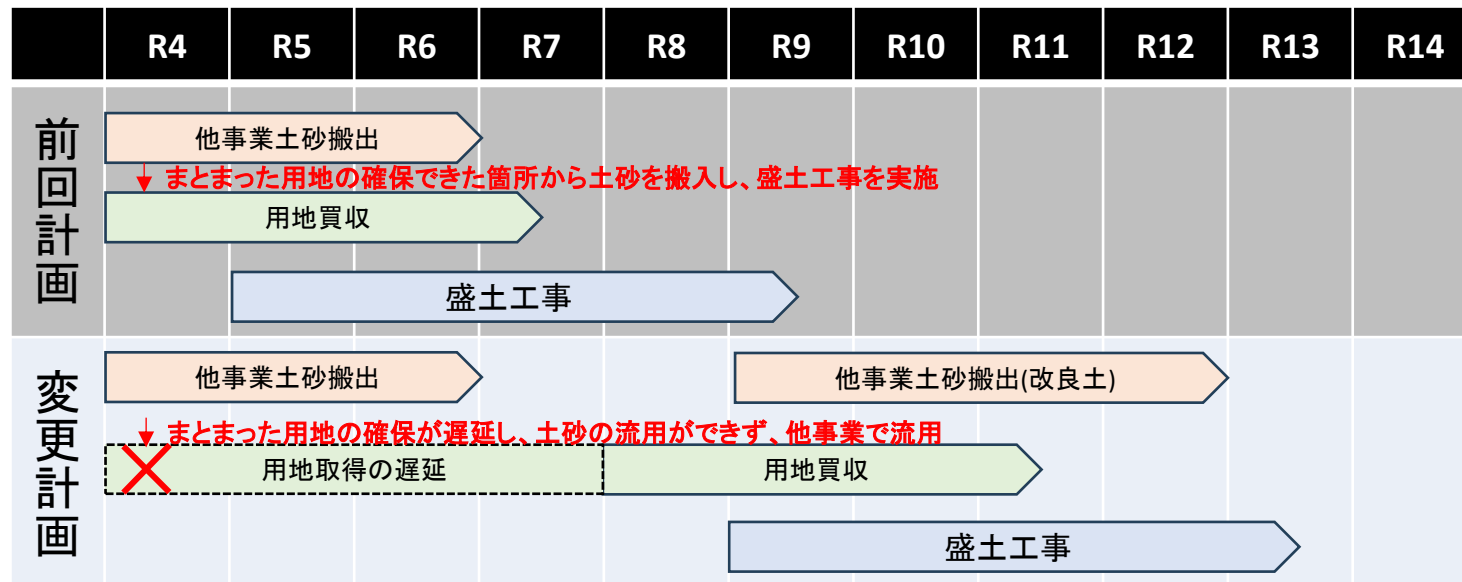 R4 R5 R6 R7 R8 R9 R10 R11 R12 R13 R14
前回計画
他事業土砂搬出
↓ まとまった用地の確保できた箇所から土砂を搬入し、盛土工事を実施
用地買収
盛土工事
変更計画
他事業土砂搬出 他事業土砂搬出(改良土)
↓ まとまった用地の確保が遅延し、土砂の流用ができず、他事業で流用
用地取得の遅延 用地買収
盛土工事